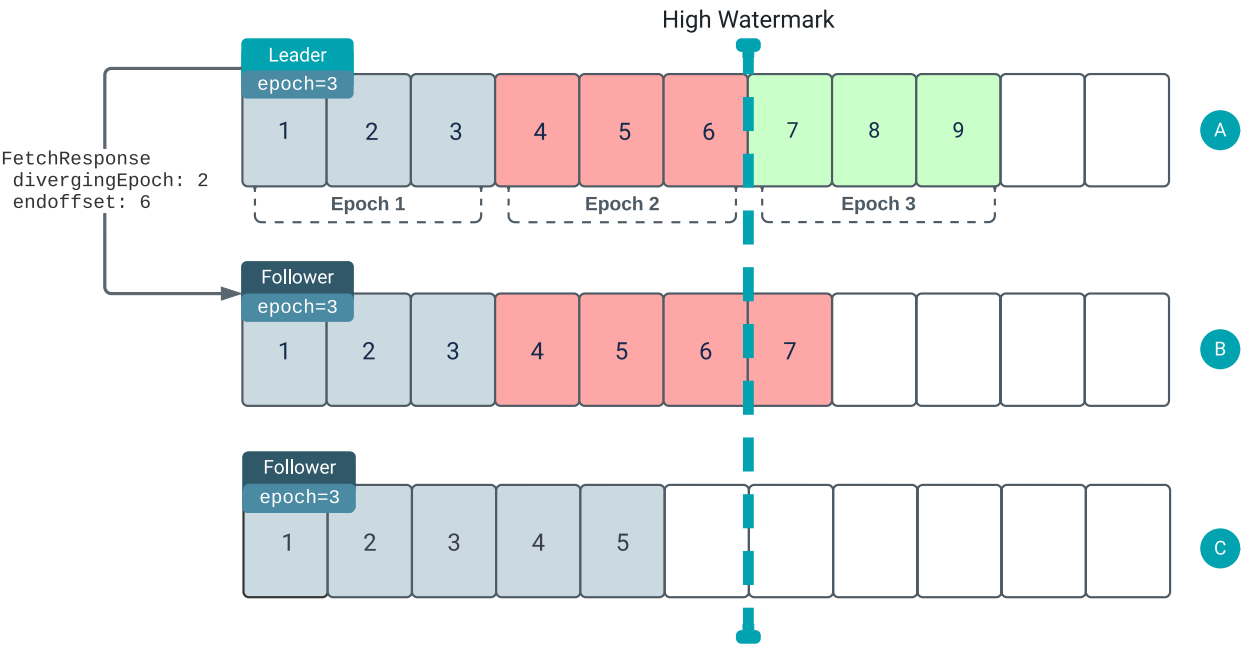 High Watermark
Leader
epoch=3
1 2 3 4 5 6 7 8 9
A
FetchResponse
divergingEpoch: 2
endoffset: 6
Epoch 1 Epoch 2 Epoch 3
Follower
epoch=3
1 2 3 4 5 6 7
B
Follower
epoch=3
1 2 3 4 5
C